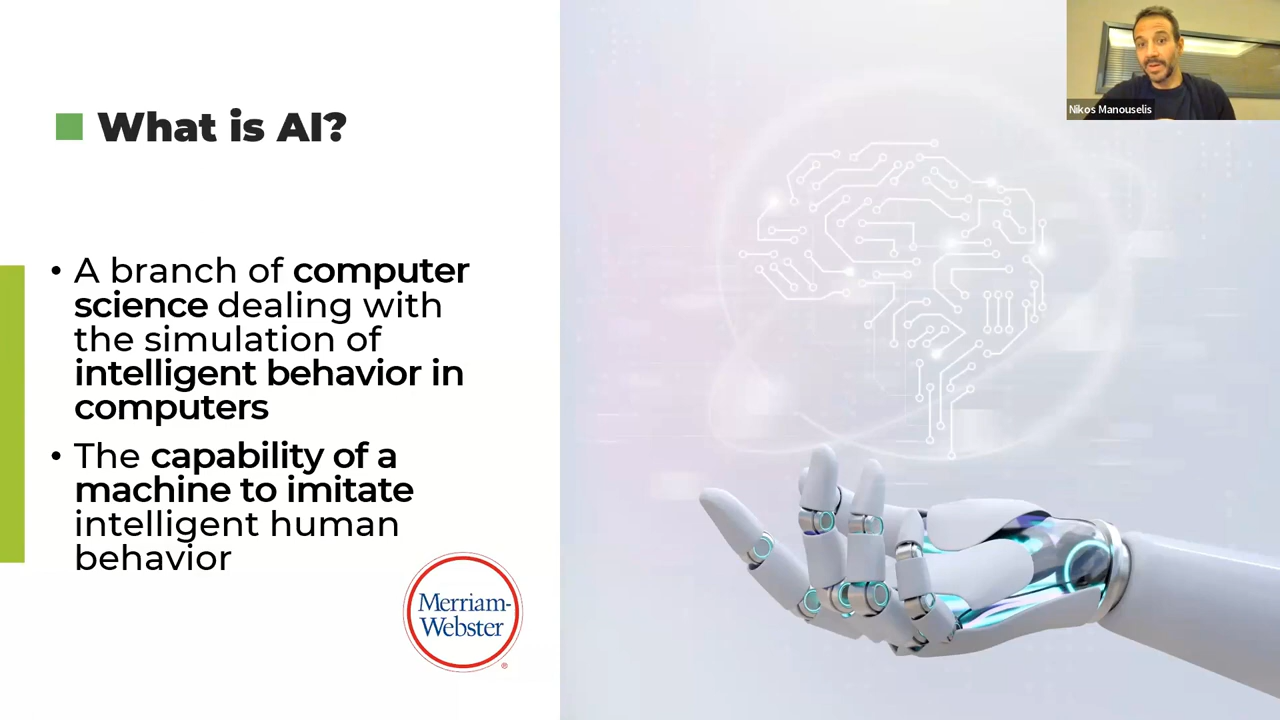 What is AI?
• A branch of computer
science dealing with
the simulation of
intelligent behavior in
computers
• The capability of a
machine to imitate
intelligent human
behavior
Merriam-
Webster
®
Nikos Manouselis